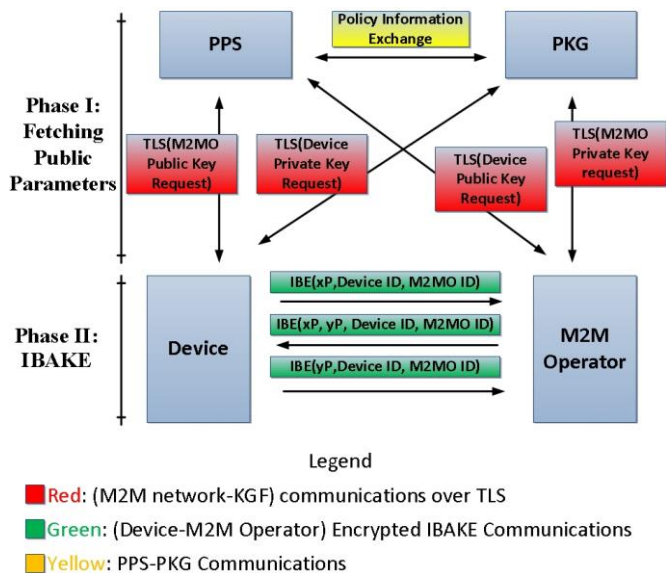 PPS
Policy Information
Exchange
PKG
Phase I:
Fetching
Public
Parameters
TLS(M2MO
Public Key
Request)
TLS(Device
Private Key
Request)
TLS(Device
Public Key
Request)
TLS(M2MO
Private Key
request)
Phase II:
IBAKE
Device
IBE(xP,Device ID, M2MO ID)
IBE(xP, yP, Device ID, M2MO ID)
IBE(yP,Device ID, M2MO ID)
M2M
Operator
Legend
Red: (M2M network-KGF) communications over TLS
Green: (Device-M2M Operator) Encrypted IBAKE Communications
Yellow: PPS-PKG Communications